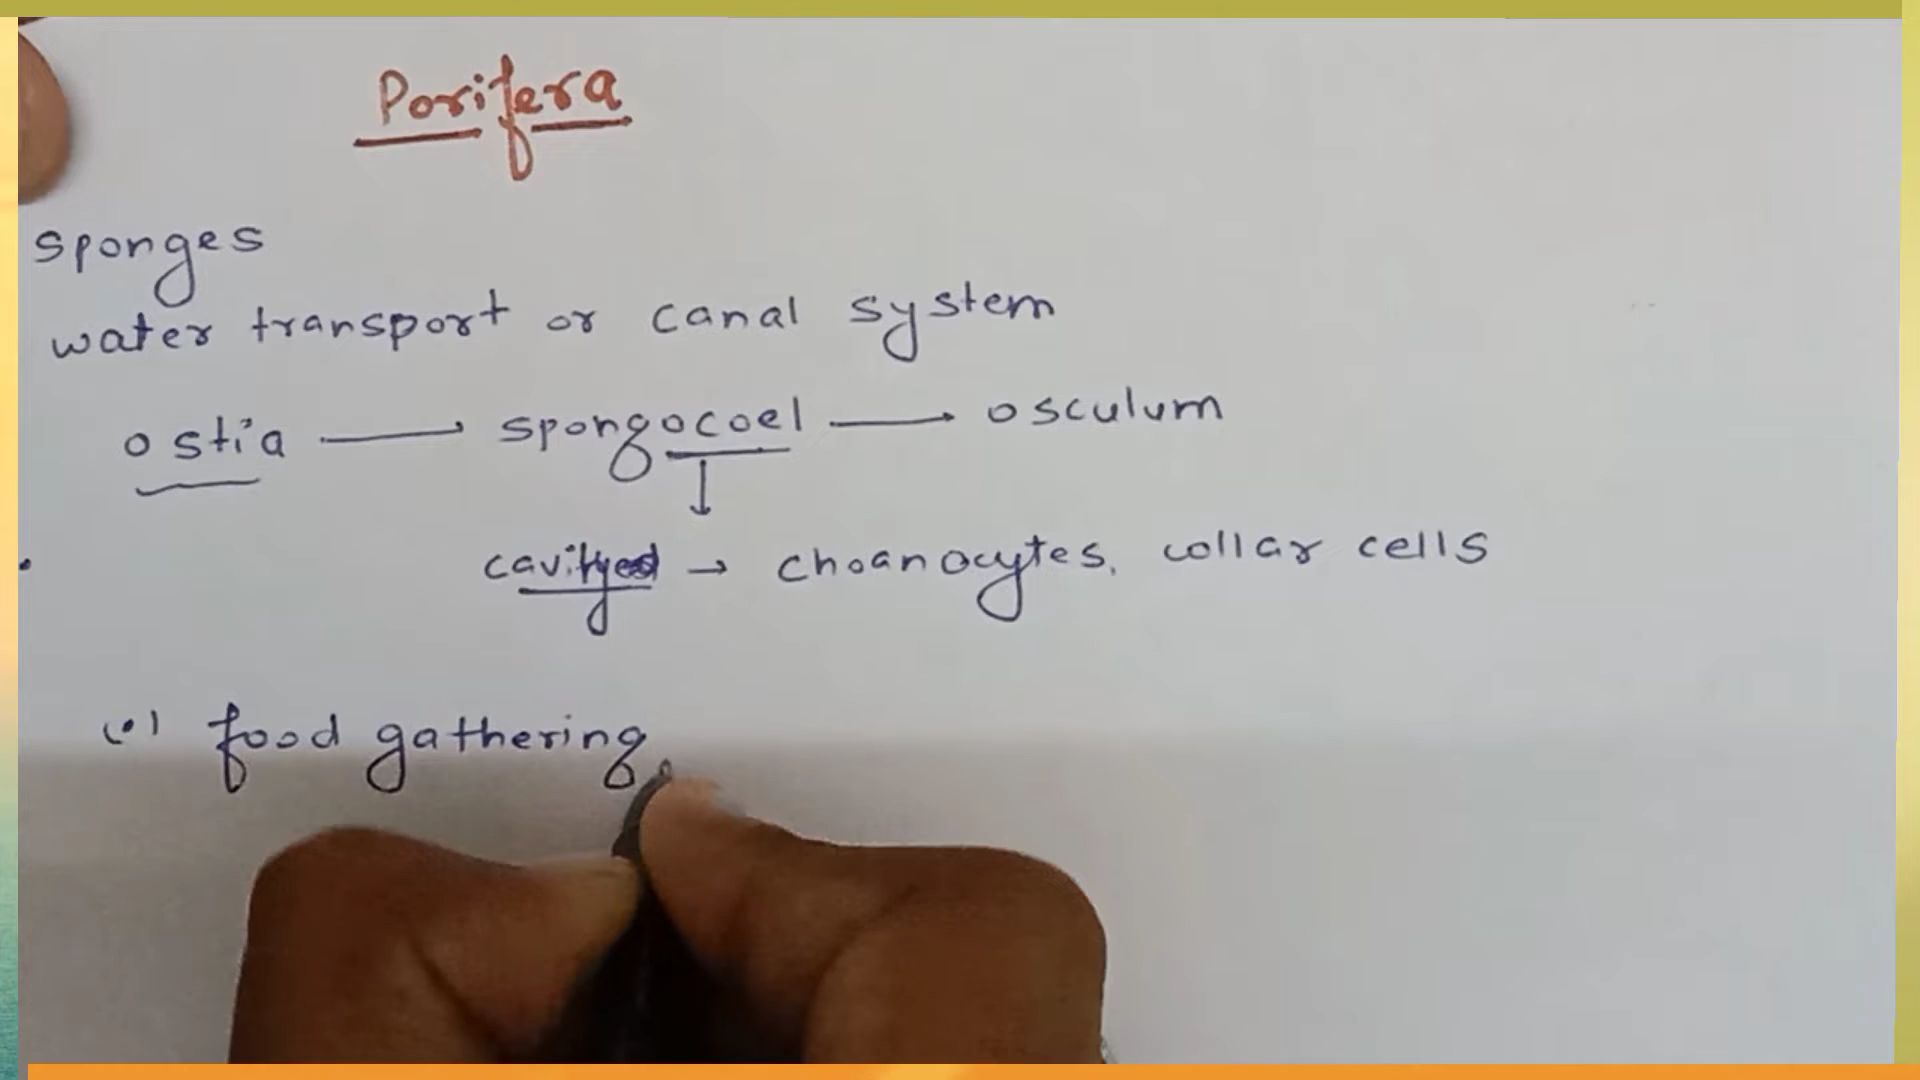 Porifera
sponges
water transport or canal system
ostia → spongocoel → osculum
↓
cavity → choanocytes, collar cells
(•) food gathering,